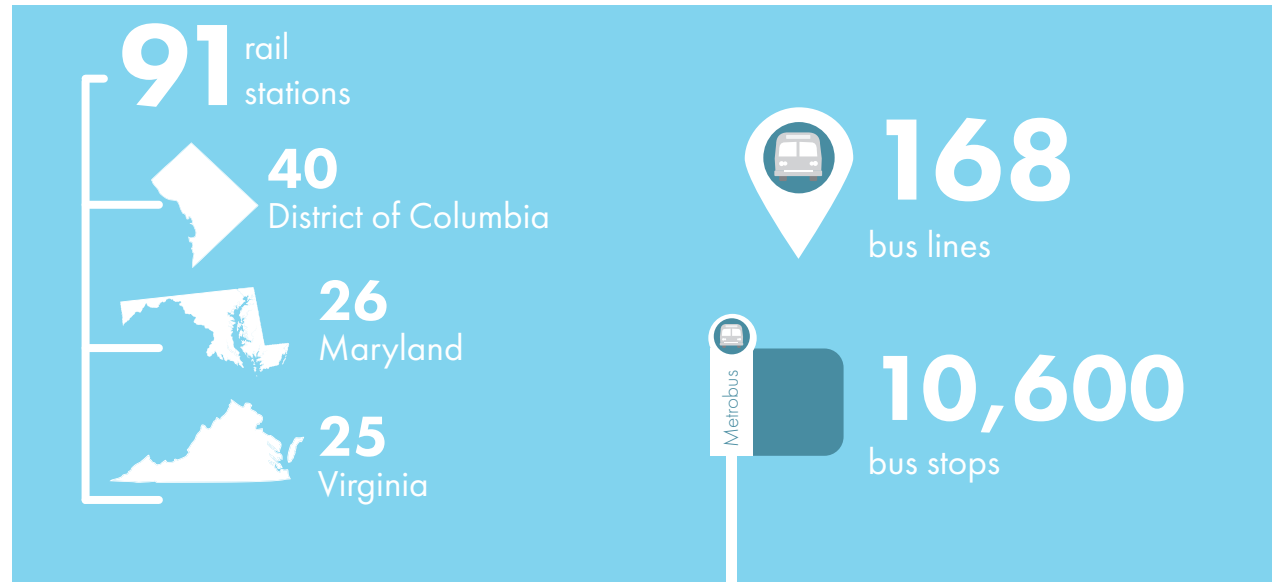 91 rail
stations
40
District of Columbia
26
Maryland
25
Virginia
168
bus lines
Metrobus
10,600
bus stops